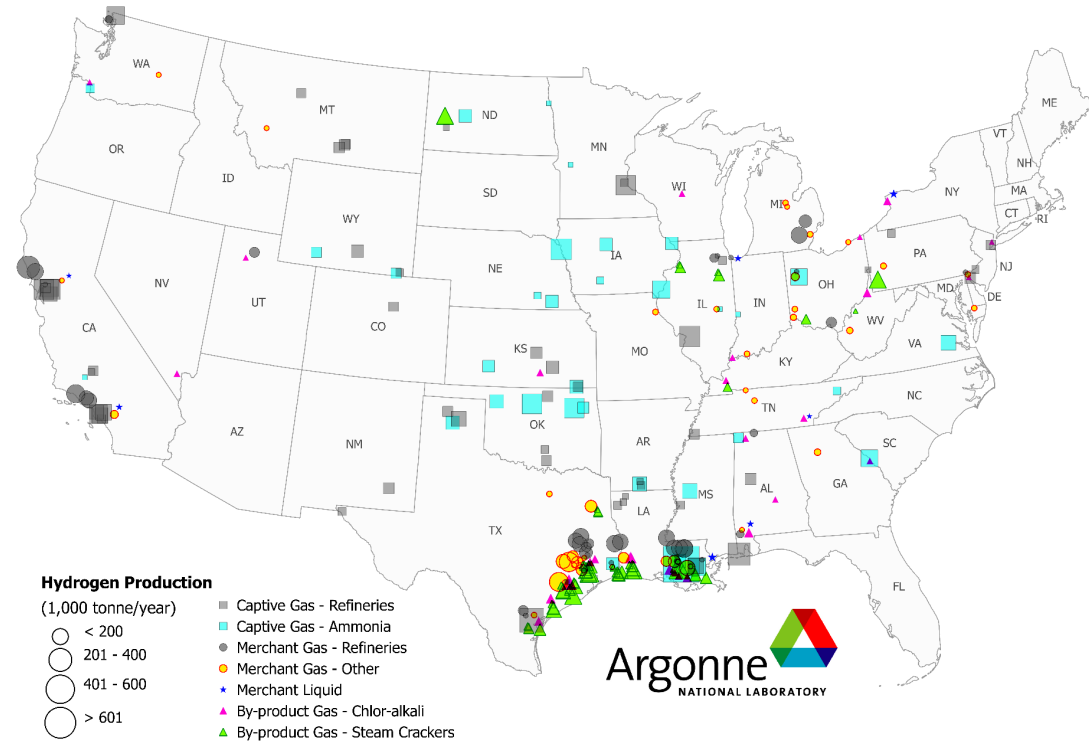 WA
MT
ND
MN
ME
VT
NH
OR
ID
SD
WI
MI
NY
MA
CT
RI
WY
IA
PA
NJ
NE
NV
UT
CO
IL
IN
OH
MD
DE
WV
VA
CA
KS
MO
KY
NC
AZ
NM
OK
AR
TN
SC
MS
AL
GA
TX
LA
FL
Hydrogen Production
(1,000 tonne/year)
< 200
201 - 400
401 - 600
> 601
Captive Gas - Refineries
Captive Gas - Ammonia
Merchant Gas - Refineries
Merchant Gas - Other
Merchant Liquid
By-product Gas - Chlor-alkali
By-product Gas - Steam Crackers
Argonne
NATIONAL LABORATORY